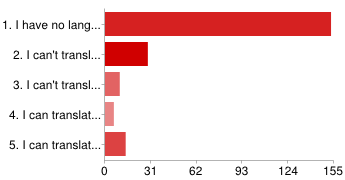 1. I have no lang...
2. I can't transl...
3. I can't transl...
4. I can translat...
5. I can translat...
0 31 62 93 124 155